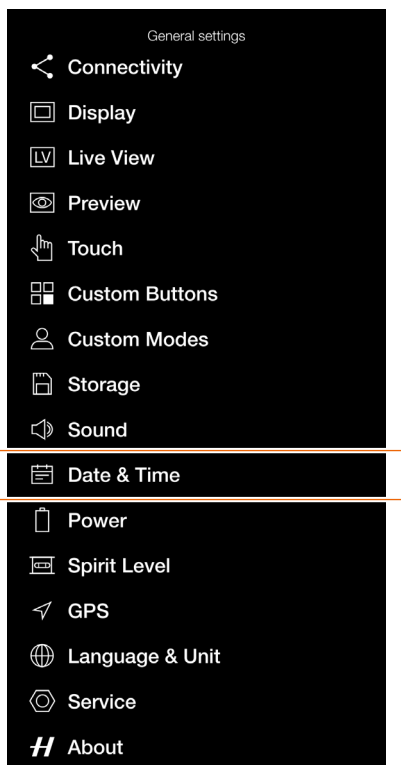 General settings
Connectivity
Display
LV Live View
Preview
Touch
Custom Buttons
Custom Modes
Storage
Sound
Date & Time
Power
Spirit Level
GPS
Language & Unit
Service
H About